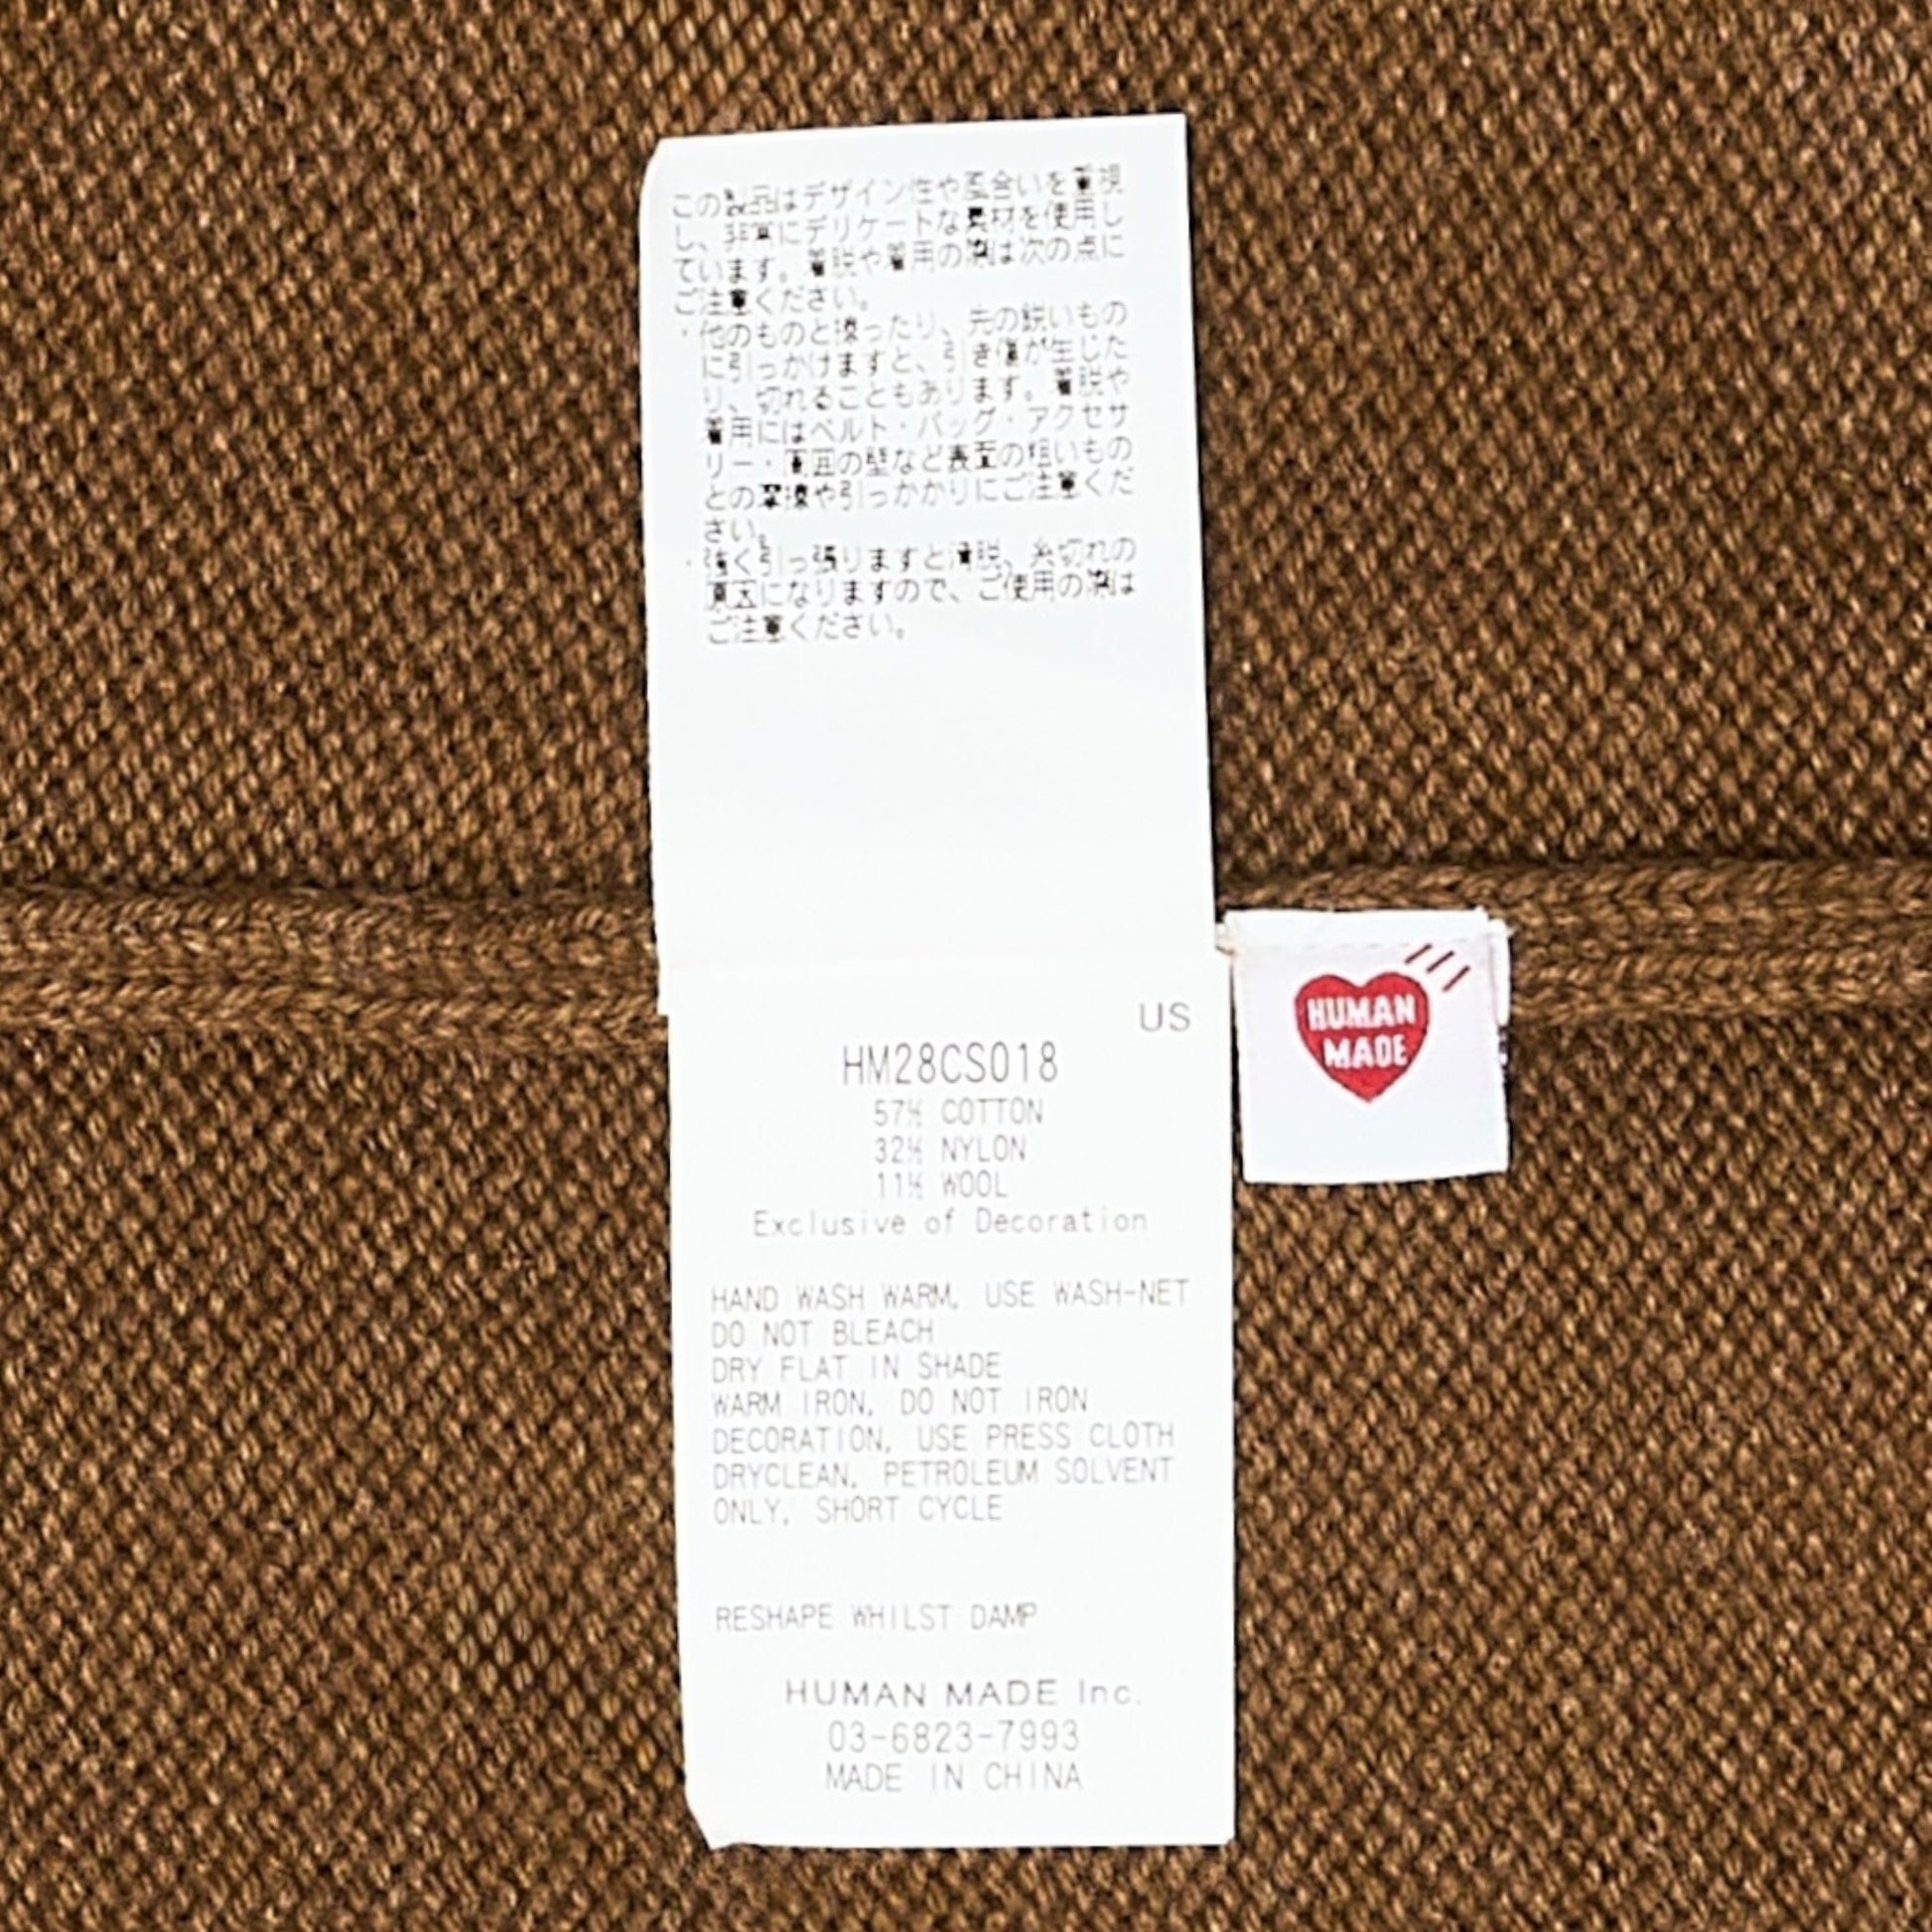 この製品はデザイン性や風合いを重視
し、非常にデリケートな素材を使用し
ています。着脱や着用の際は次の点に
ご注意ください。
・他のものと擦ったり、先の鋭いもの
に引っかけますと、引き傷が生じた
り、切れることもあります。着脱や
着用にはベルト・バッグ・アクセサ
リー・周囲の壁など表面の粗いもの
との摩擦や引っかかりにご注意くだ
さい。
・強く引っ張りますと滑脱、糸切れの
原因になりますので、ご使用の際は
ご注意ください。
US
HM28CS018
57% COTTON
32% NYLON
11% WOOL
Exclusive of Decoration
HAND WASH WARM, USE WASH-NET
DO NOT BLEACH
DRY FLAT IN SHADE
WARM IRON, DO NOT IRON
DECORATION, USE PRESS CLOTH
DRYCLEAN, PETROLEUM SOLVENT
ONLY, SHORT CYCLE
RESHAPE WHILST DAMP
HUMAN MADE Inc.
03-6823-7993
MADE IN CHINA
HUMAN
MADE